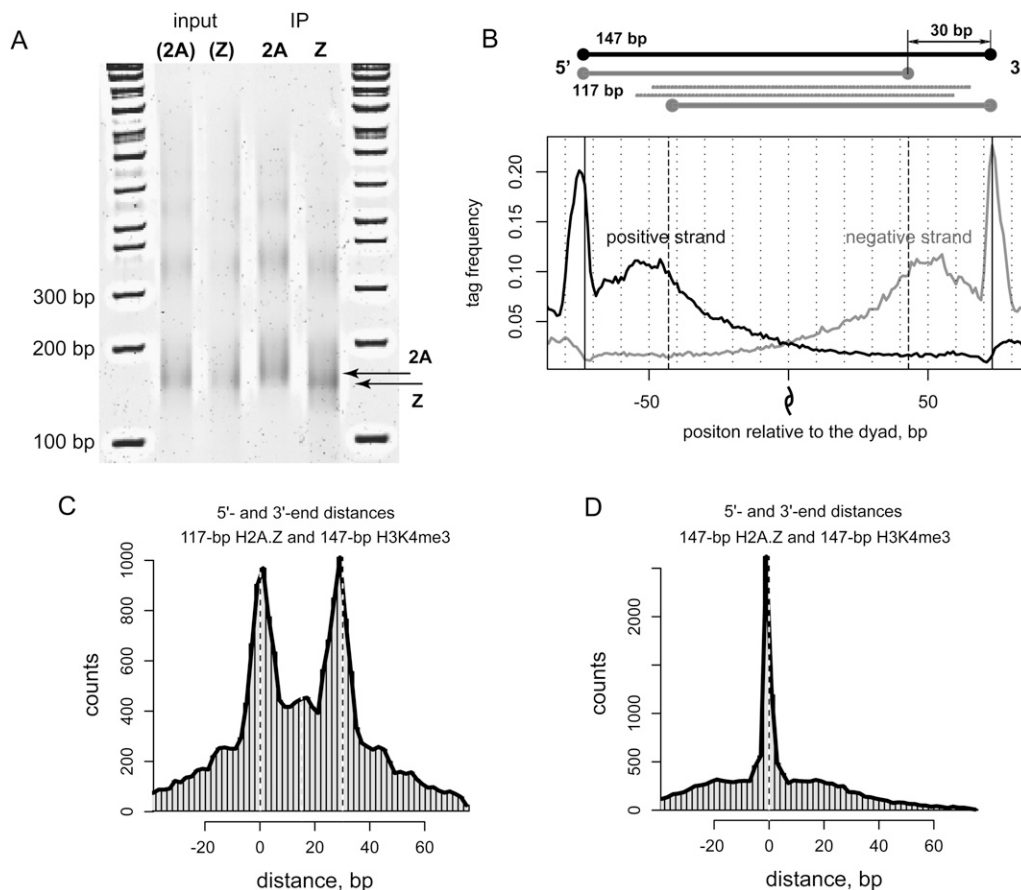 A
input IP
(2A) (Z) 2A Z
300 bp
200 bp
100 bp
2A
Z
B
147 bp
30 bp
5'
3
117 bp
tag frequency
0.05 0.10 0.15 0.20
positive strand
negative strand
-50 0 50
positon relative to the dyad, bp
C
5'- and 3'-end distances
117-bp H2A.Z and 147-bp H3K4me3
counts
0 200 400 600 800 1000
-20 0 20 40 60
distance, bp
D
5'- and 3'-end distances
147-bp H2A.Z and 147-bp H3K4me3
counts
0 500 1000 1500 2000
-20 0 20 40 60
distance, bp